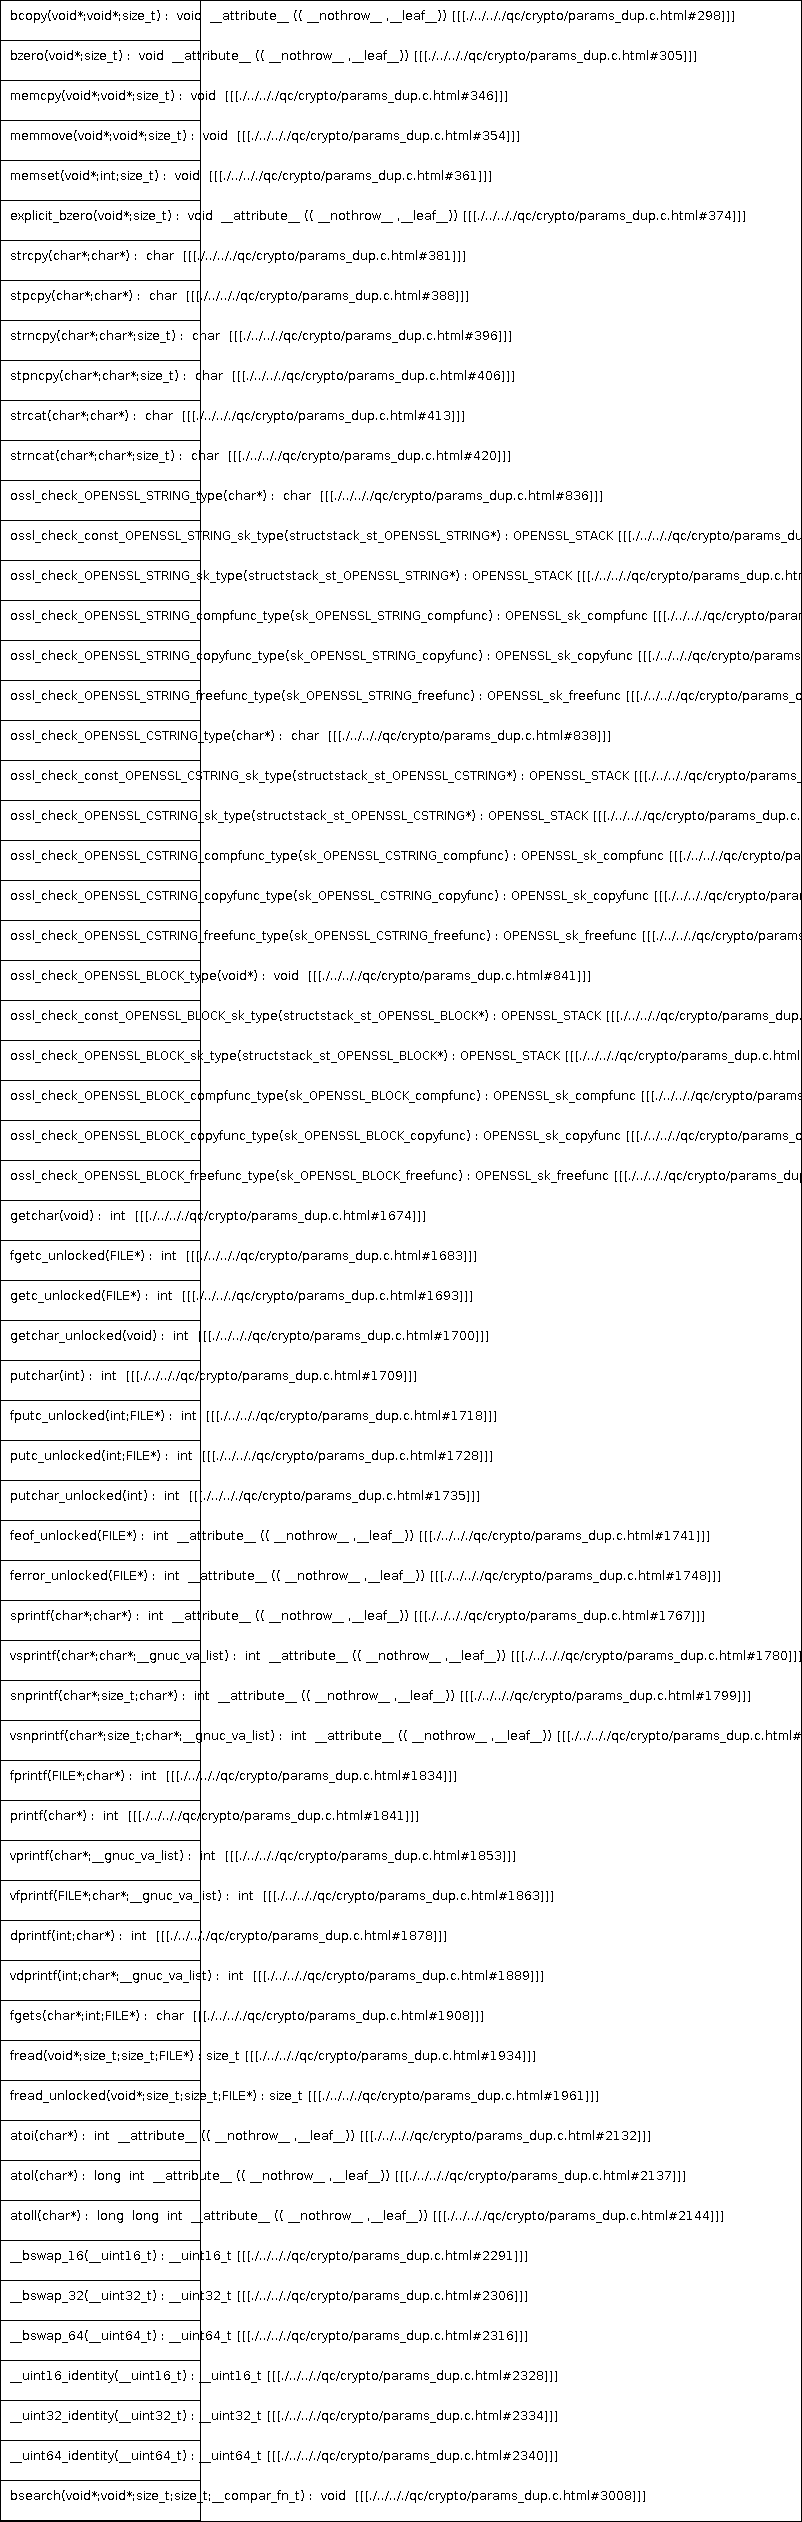 bcopy(void*;void*;size_t) :  void  __attribute__ (( __nothrow__ ,__leaf__)) [[[./../.././qc/crypto/params_dup.c.html#298]]]
bzero(void*;size_t) :  void  __attribute__ (( __nothrow__ ,__leaf__)) [[[./../.././qc/crypto/params_dup.c.html#305]]]
memcpy(void*;void*;size_t) :  void  [[[./../.././qc/crypto/params_dup.c.html#346]]]
memmove(void*;void*;size_t) :  void  [[[./../.././qc/crypto/params_dup.c.html#354]]]
memset(void*;int;size_t) :  void  [[[./../.././qc/crypto/params_dup.c.html#361]]]
explicit_bzero(void*;size_t) :  void  __attribute__ (( __nothrow__ ,__leaf__)) [[[./../.././qc/crypto/params_dup.c.html#374]]]
strcpy(char*;char*) :  char  [[[./../.././qc/crypto/params_dup.c.html#381]]]
stpcpy(char*;char*) :  char  [[[./../.././qc/crypto/params_dup.c.html#388]]]
strncpy(char*;char*;size_t) :  char  [[[./../.././qc/crypto/params_dup.c.html#396]]]
stpncpy(char*;char*;size_t) :  char  [[[./../.././qc/crypto/params_dup.c.html#406]]]
strcat(char*;char*) :  char  [[[./../.././qc/crypto/params_dup.c.html#413]]]
strncat(char*;char*;size_t) :  char  [[[./../.././qc/crypto/params_dup.c.html#420]]]
ossl_check_OPENSSL_STRING_type(char*) :  char  [[[./../.././qc/crypto/params_dup.c.html#836]]]
ossl_check_const_OPENSSL_STRING_sk_type(structstack_st_OPENSSL_STRING*) : OPENSSL_STACK [[[./../.././qc/crypto/params_du
ossl_check_OPENSSL_STRING_sk_type(structstack_st_OPENSSL_STRING*) : OPENSSL_STACK [[[./../.././qc/crypto/params_dup.c.htm
ossl_check_OPENSSL_STRING_compfunc_type(sk_OPENSSL_STRING_compfunc) : OPENSSL_sk_compfunc [[[./../.././qc/crypto/param
ossl_check_OPENSSL_STRING_copyfunc_type(sk_OPENSSL_STRING_copyfunc) : OPENSSL_sk_copyfunc [[[./../.././qc/crypto/params
ossl_check_OPENSSL_STRING_freefunc_type(sk_OPENSSL_STRING_freefunc) : OPENSSL_sk_freefunc [[[./../.././qc/crypto/params_d
ossl_check_OPENSSL_CSTRING_type(char*) :  char  [[[./../.././qc/crypto/params_dup.c.html#838]]]
ossl_check_const_OPENSSL_CSTRING_sk_type(structstack_st_OPENSSL_CSTRING*) : OPENSSL_STACK [[[./../.././qc/crypto/params_
ossl_check_OPENSSL_CSTRING_sk_type(structstack_st_OPENSSL_CSTRING*) : OPENSSL_STACK [[[./../.././qc/crypto/params_dup.c.
ossl_check_OPENSSL_CSTRING_compfunc_type(sk_OPENSSL_CSTRING_compfunc) : OPENSSL_sk_compfunc [[[./../.././qc/crypto/pa
ossl_check_OPENSSL_CSTRING_copyfunc_type(sk_OPENSSL_CSTRING_copyfunc) : OPENSSL_sk_copyfunc [[[./../.././qc/crypto/param
ossl_check_OPENSSL_CSTRING_freefunc_type(sk_OPENSSL_CSTRING_freefunc) : OPENSSL_sk_freefunc [[[./../.././qc/crypto/params
ossl_check_OPENSSL_BLOCK_type(void*) :  void  [[[./../.././qc/crypto/params_dup.c.html#841]]]
ossl_check_const_OPENSSL_BLOCK_sk_type(structstack_st_OPENSSL_BLOCK*) : OPENSSL_STACK [[[./../.././qc/crypto/params_dup.
ossl_check_OPENSSL_BLOCK_sk_type(structstack_st_OPENSSL_BLOCK*) : OPENSSL_STACK [[[./../.././qc/crypto/params_dup.c.html
ossl_check_OPENSSL_BLOCK_compfunc_type(sk_OPENSSL_BLOCK_compfunc) : OPENSSL_sk_compfunc [[[./../.././qc/crypto/params
ossl_check_OPENSSL_BLOCK_copyfunc_type(sk_OPENSSL_BLOCK_copyfunc) : OPENSSL_sk_copyfunc [[[./../.././qc/crypto/params_d
ossl_check_OPENSSL_BLOCK_freefunc_type(sk_OPENSSL_BLOCK_freefunc) : OPENSSL_sk_freefunc [[[./../.././qc/crypto/params_dup
getchar(void) :  int  [[[./../.././qc/crypto/params_dup.c.html#1674]]]
fgetc_unlocked(FILE*) :  int  [[[./../.././qc/crypto/params_dup.c.html#1683]]]
getc_unlocked(FILE*) :  int  [[[./../.././qc/crypto/params_dup.c.html#1693]]]
getchar_unlocked(void) :  int  [[[./../.././qc/crypto/params_dup.c.html#1700]]]
putchar(int) :  int  [[[./../.././qc/crypto/params_dup.c.html#1709]]]
fputc_unlocked(int;FILE*) :  int  [[[./../.././qc/crypto/params_dup.c.html#1718]]]
putc_unlocked(int;FILE*) :  int  [[[./../.././qc/crypto/params_dup.c.html#1728]]]
putchar_unlocked(int) :  int  [[[./../.././qc/crypto/params_dup.c.html#1735]]]
feof_unlocked(FILE*) :  int  __attribute__ (( __nothrow__ ,__leaf__)) [[[./../.././qc/crypto/params_dup.c.html#1741]]]
ferror_unlocked(FILE*) :  int  __attribute__ (( __nothrow__ ,__leaf__)) [[[./../.././qc/crypto/params_dup.c.html#1748]]]
sprintf(char*;char*) :  int  __attribute__ (( __nothrow__ ,__leaf__)) [[[./../.././qc/crypto/params_dup.c.html#1767]]]
vsprintf(char*;char*;__gnuc_va_list) :  int  __attribute__ (( __nothrow__ ,__leaf__)) [[[./../.././qc/crypto/params_dup.c.html#1780]]]
snprintf(char*;size_t;char*) :  int  __attribute__ (( __nothrow__ ,__leaf__)) [[[./../.././qc/crypto/params_dup.c.html#1799]]]
vsnprintf(char*;size_t;char*;__gnuc_va_list) :  int  __attribute__ (( __nothrow__ ,__leaf__)) [[[./../.././qc/crypto/params_dup.c.html#
fprintf(FILE*;char*) :  int  [[[./../.././qc/crypto/params_dup.c.html#1834]]]
printf(char*) :  int  [[[./../.././qc/crypto/params_dup.c.html#1841]]]
vprintf(char*;__gnuc_va_list) :  int  [[[./../.././qc/crypto/params_dup.c.html#1853]]]
vfprintf(FILE*;char*;__gnuc_va_list) :  int  [[[./../.././qc/crypto/params_dup.c.html#1863]]]
dprintf(int;char*) :  int  [[[./../.././qc/crypto/params_dup.c.html#1878]]]
vdprintf(int;char*;__gnuc_va_list) :  int  [[[./../.././qc/crypto/params_dup.c.html#1889]]]
fgets(char*;int;FILE*) :  char  [[[./../.././qc/crypto/params_dup.c.html#1908]]]
fread(void*;size_t;size_t;FILE*) : size_t [[[./../.././qc/crypto/params_dup.c.html#1934]]]
fread_unlocked(void*;size_t;size_t;FILE*) : size_t [[[./../.././qc/crypto/params_dup.c.html#1961]]]
atoi(char*) :  int  __attribute__ (( __nothrow__ ,__leaf__)) [[[./../.././qc/crypto/params_dup.c.html#2132]]]
atol(char*) :  long  int  __attribute__ (( __nothrow__ ,__leaf__)) [[[./../.././qc/crypto/params_dup.c.html#2137]]]
atoll(char*) :  long  long  int  __attribute__ (( __nothrow__ ,__leaf__)) [[[./../.././qc/crypto/params_dup.c.html#2144]]]
__bswap_16(__uint16_t) : __uint16_t [[[./../.././qc/crypto/params_dup.c.html#2291]]]
__bswap_32(__uint32_t) : __uint32_t [[[./../.././qc/crypto/params_dup.c.html#2306]]]
__bswap_64(__uint64_t) : __uint64_t [[[./../.././qc/crypto/params_dup.c.html#2316]]]
__uint16_identity(__uint16_t) : __uint16_t [[[./../.././qc/crypto/params_dup.c.html#2328]]]
__uint32_identity(__uint32_t) : __uint32_t [[[./../.././qc/crypto/params_dup.c.html#2334]]]
__uint64_identity(__uint64_t) : __uint64_t [[[./../.././qc/crypto/params_dup.c.html#2340]]]
bsearch(void*;void*;size_t;size_t;__compar_fn_t) :  void  [[[./../.././qc/crypto/params_dup.c.html#3008]]]